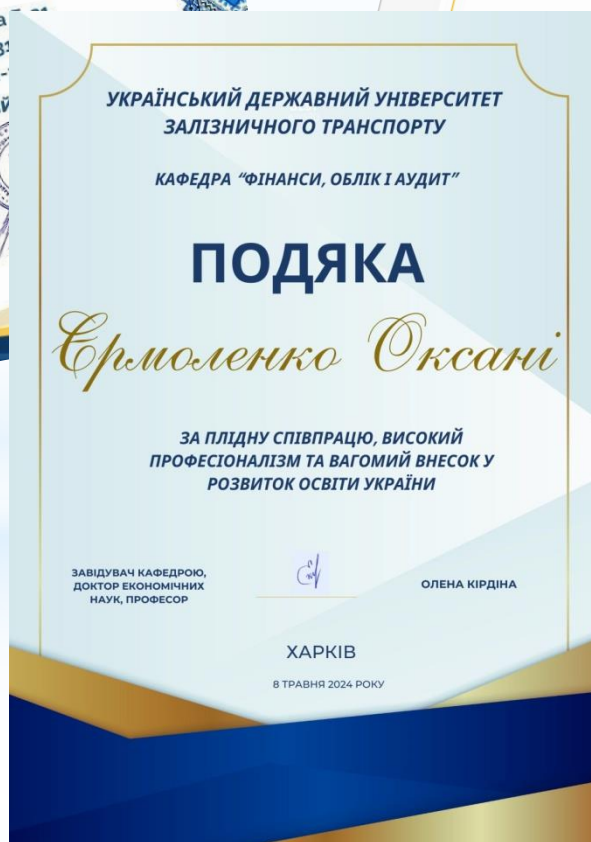 УКРАЇНСЬКИЙ ДЕРЖАВНИЙ УНІВЕРСИТЕТ
ЗАЛІЗНИЧНОГО ТРАНСПОРТУ
КАФЕДРА “ФІНАНСИ, ОБЛІК І АУДИТ”
ПОДЯКА
Єрмоленко Оксані
ЗА ПЛІДНУ СПІВПРАЦЮ, ВИСОКИЙ
ПРОФЕСІОНАЛІЗМ ТА ВАГОМИЙ ВНЕСОК У
РОЗВИТОК ОСВІТИ УКРАЇНИ
ЗАВІДУВАЧ КАФЕДРОЮ,
ДОКТОР ЕКОНОМІЧНИХ
НАУК, ПРОФЕСОР
ОЛЕНА КІРДІНА
ХАРКІВ
8 ТРАВНЯ 2024 РОКУ